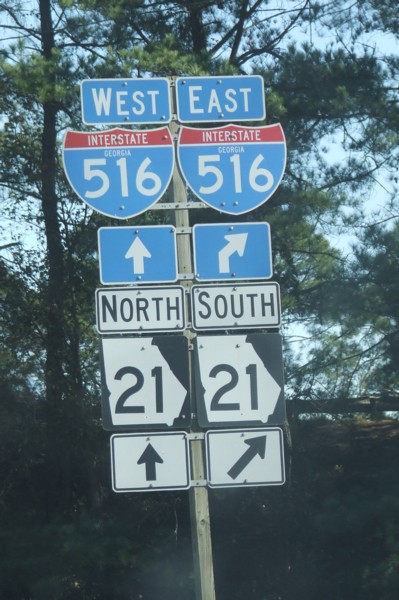 WEST EAST
INTERSTATE INTERSTATE
GEORGIA GEORGIA
516 516
NORTH SOUTH
21 21